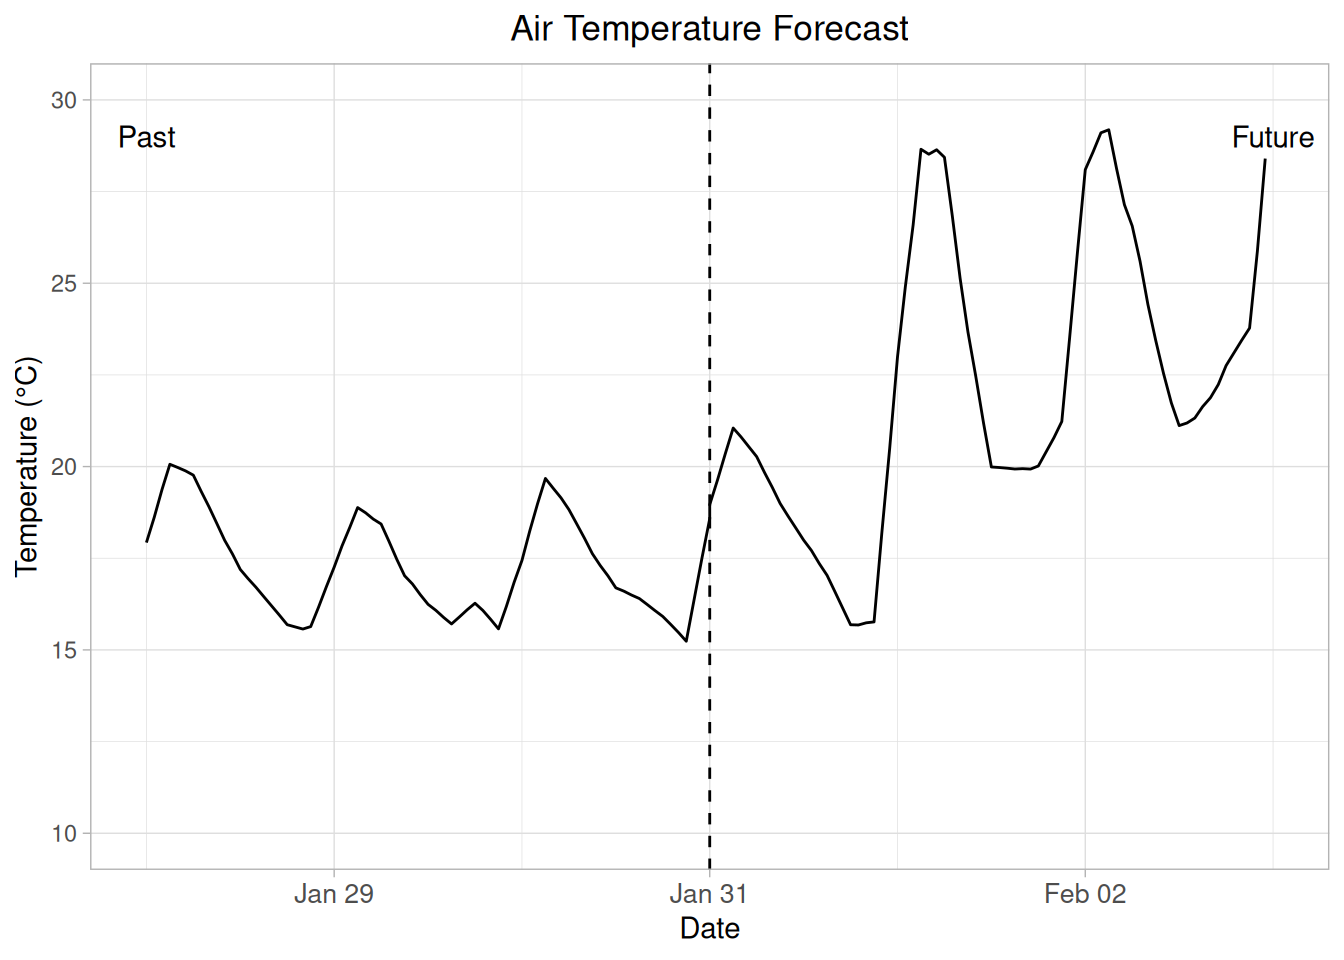 Air Temperature Forecast
30
Past
Future
25
Temperature (°C)
20
15
10
Jan 29
Jan 31
Feb 02
Date